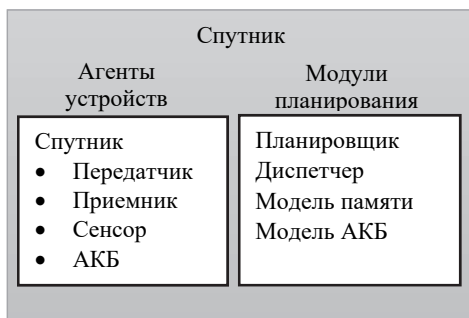 Спутник
Агенты
устройств
Спутник
• Передатчик
• Приемник
• Сенсор
• АКБ
Модули
планирования
Планировщик
Диспетчер
Модель памяти
Модель АКБ